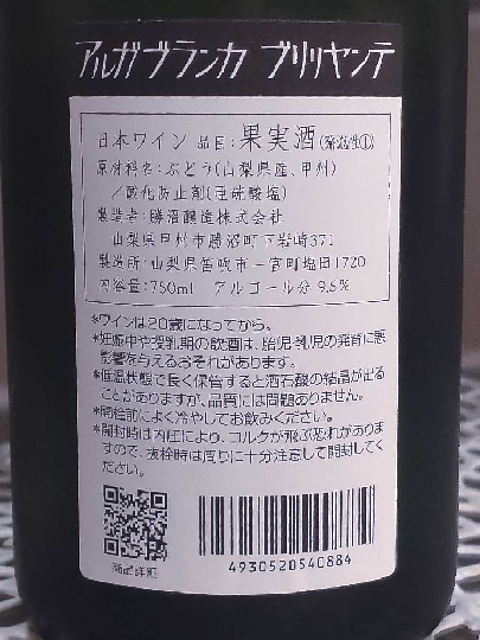 アルガブランカ ブリリャンテ
日本ワイン 品目:果実酒(発泡性①)
原材料名:ぶどう(山梨県産、甲州)
/酸化防止剤(亜硫酸塩)
製造者:勝沼醸造株式会社
山梨県甲州市勝沼町下岩崎371
製造所:山梨県笛吹市一宮町塩田1720
内容量:750ml アルコール分 9.5%
*ワインは20歳になってから。
*妊娠中や授乳期の飲酒は、胎児・乳児の発育に悪
影響を与えるおそれがあります。
*低温状態で長く保管すると酒石酸の結晶が出る
ことがありますが、品質には問題ありません。
*開栓前によく冷やしてお飲みください。
*開封時は内圧により、コルクが飛ぶ恐れがありま
すので、抜栓時は周りに十分注意して開封してく
ださい。
商品詳細
4930520540884